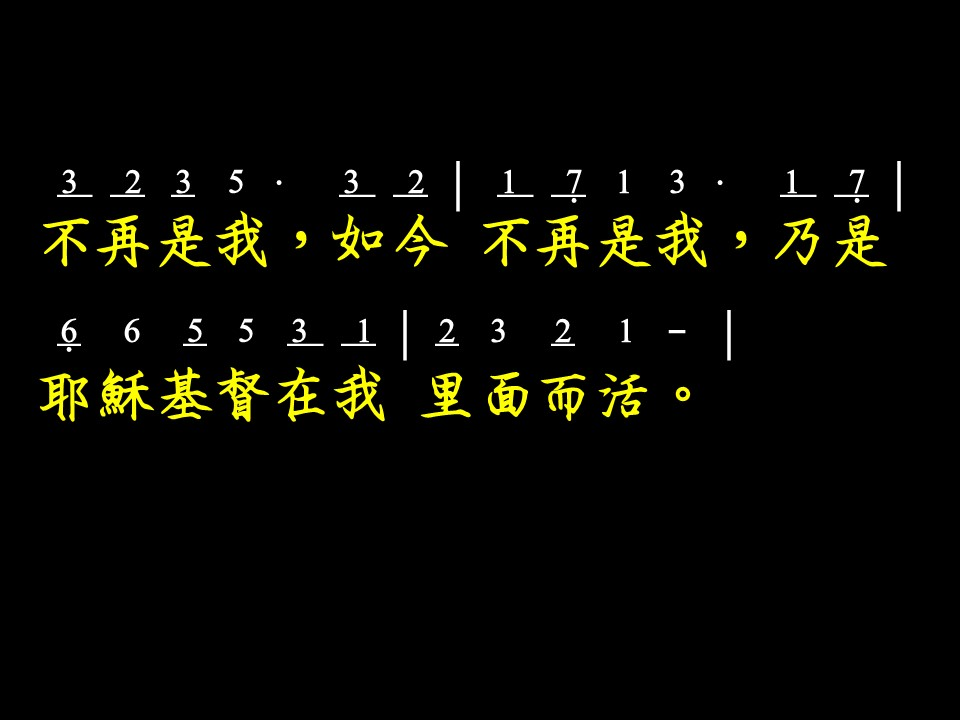 3 2 3 5 · 3 2 | 1 7̣ 1 3 · 1 7̣ |
不再是我，如今 不再是我，乃是
6̣ 6 5 5 3 1 | 2 3 2 1 － |
耶穌基督在我 里面而活。